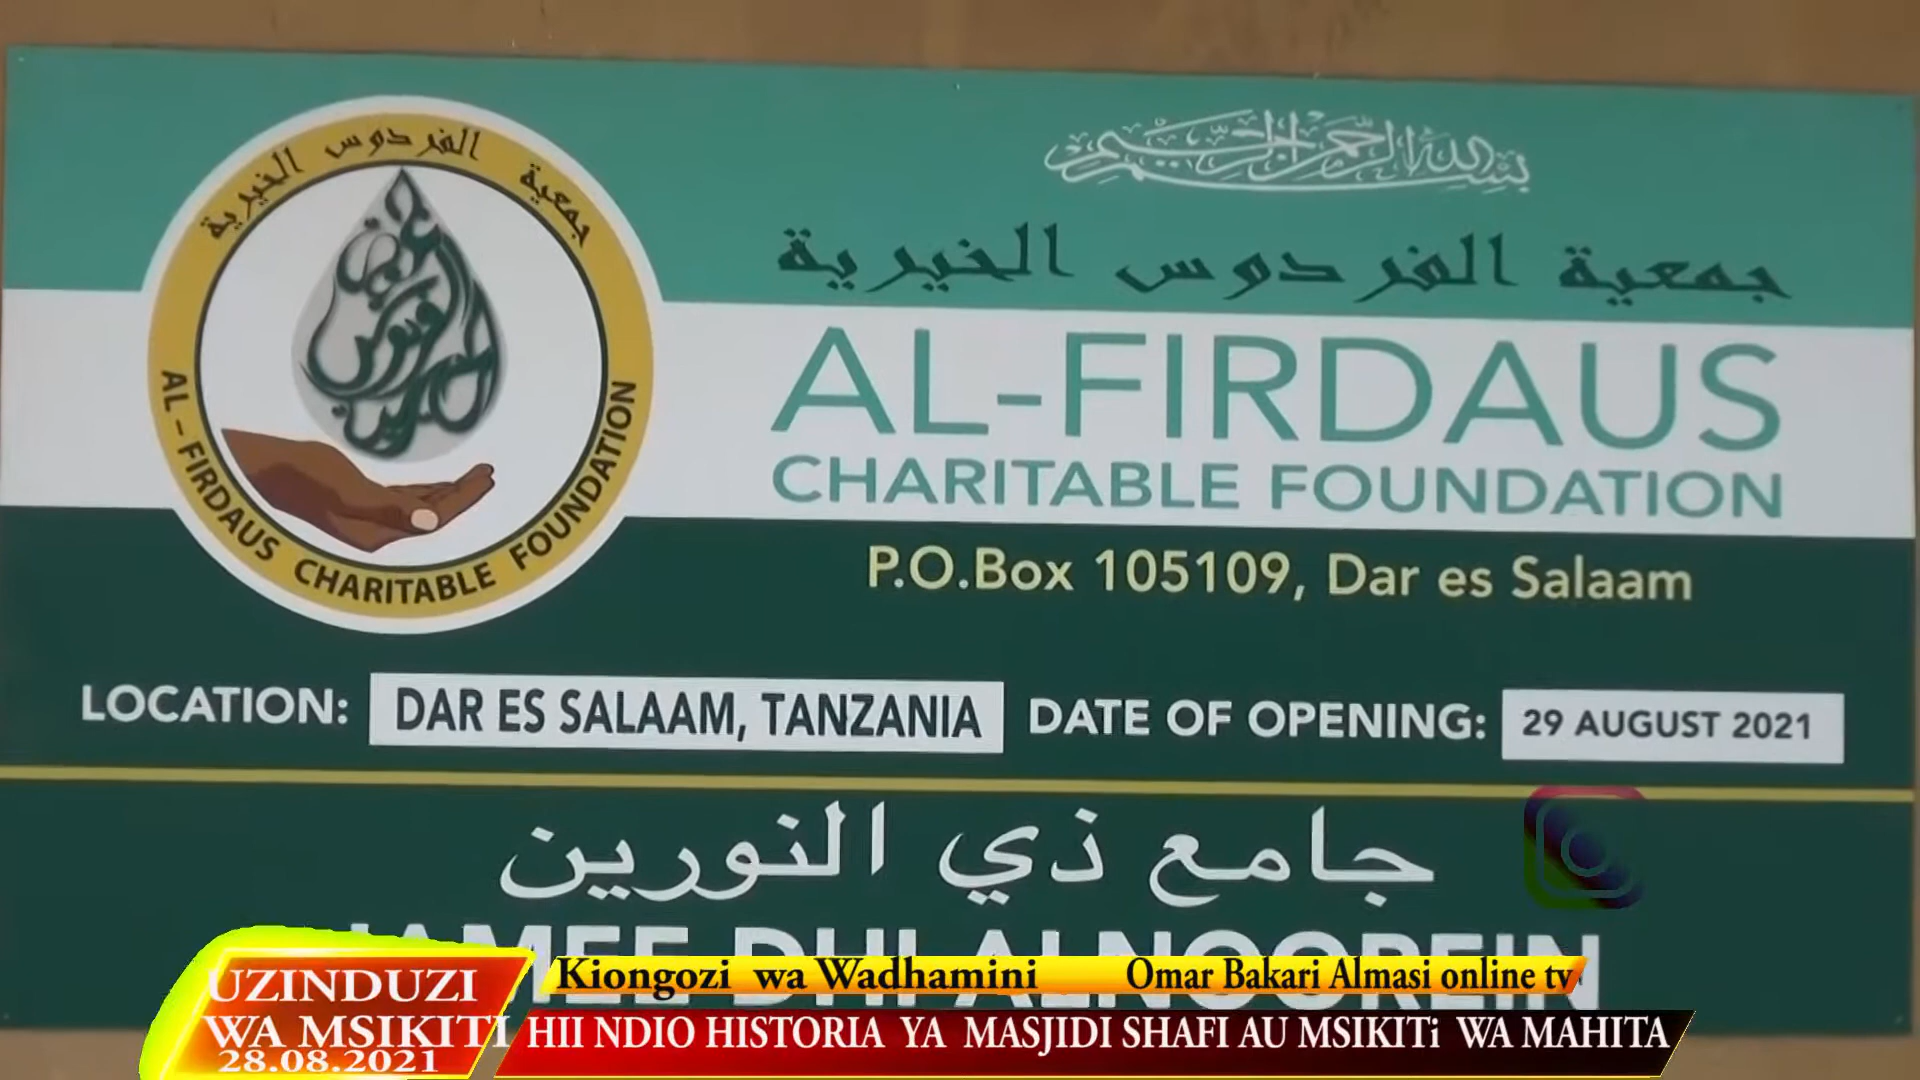 بسم الله الرحمن الرحيم
جمعية الفردوس الخيرية
جمعية الفردوس الخيرية
AL-FIRDAUS
CHARITABLE FOUNDATION
AL-FIRDAUS CHARITABLE FOUNDATION
P.O.Box 105109, Dar es Salaam
LOCATION: DAR ES SALAAM, TANZANIA DATE OF OPENING: 29 AUGUST 2021
جامع ذي النورين
JAMEE DHI ALNOOREIN
Kiongozi wa Wadhamini Omar Bakari Almasi online tv
UZINDUZI
WA MSIKITI
28.08.2021
HII NDIO HISTORIA YA MASJIDI SHAFI AU MSIKITi WA MAHITA